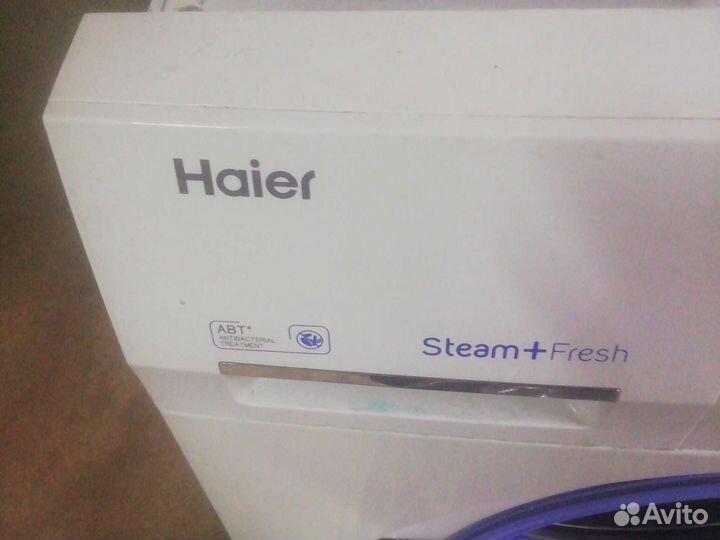 Haier
ABT*
ANTIBACTERIAL
TREATMENT
Steam+Fresh
Avito